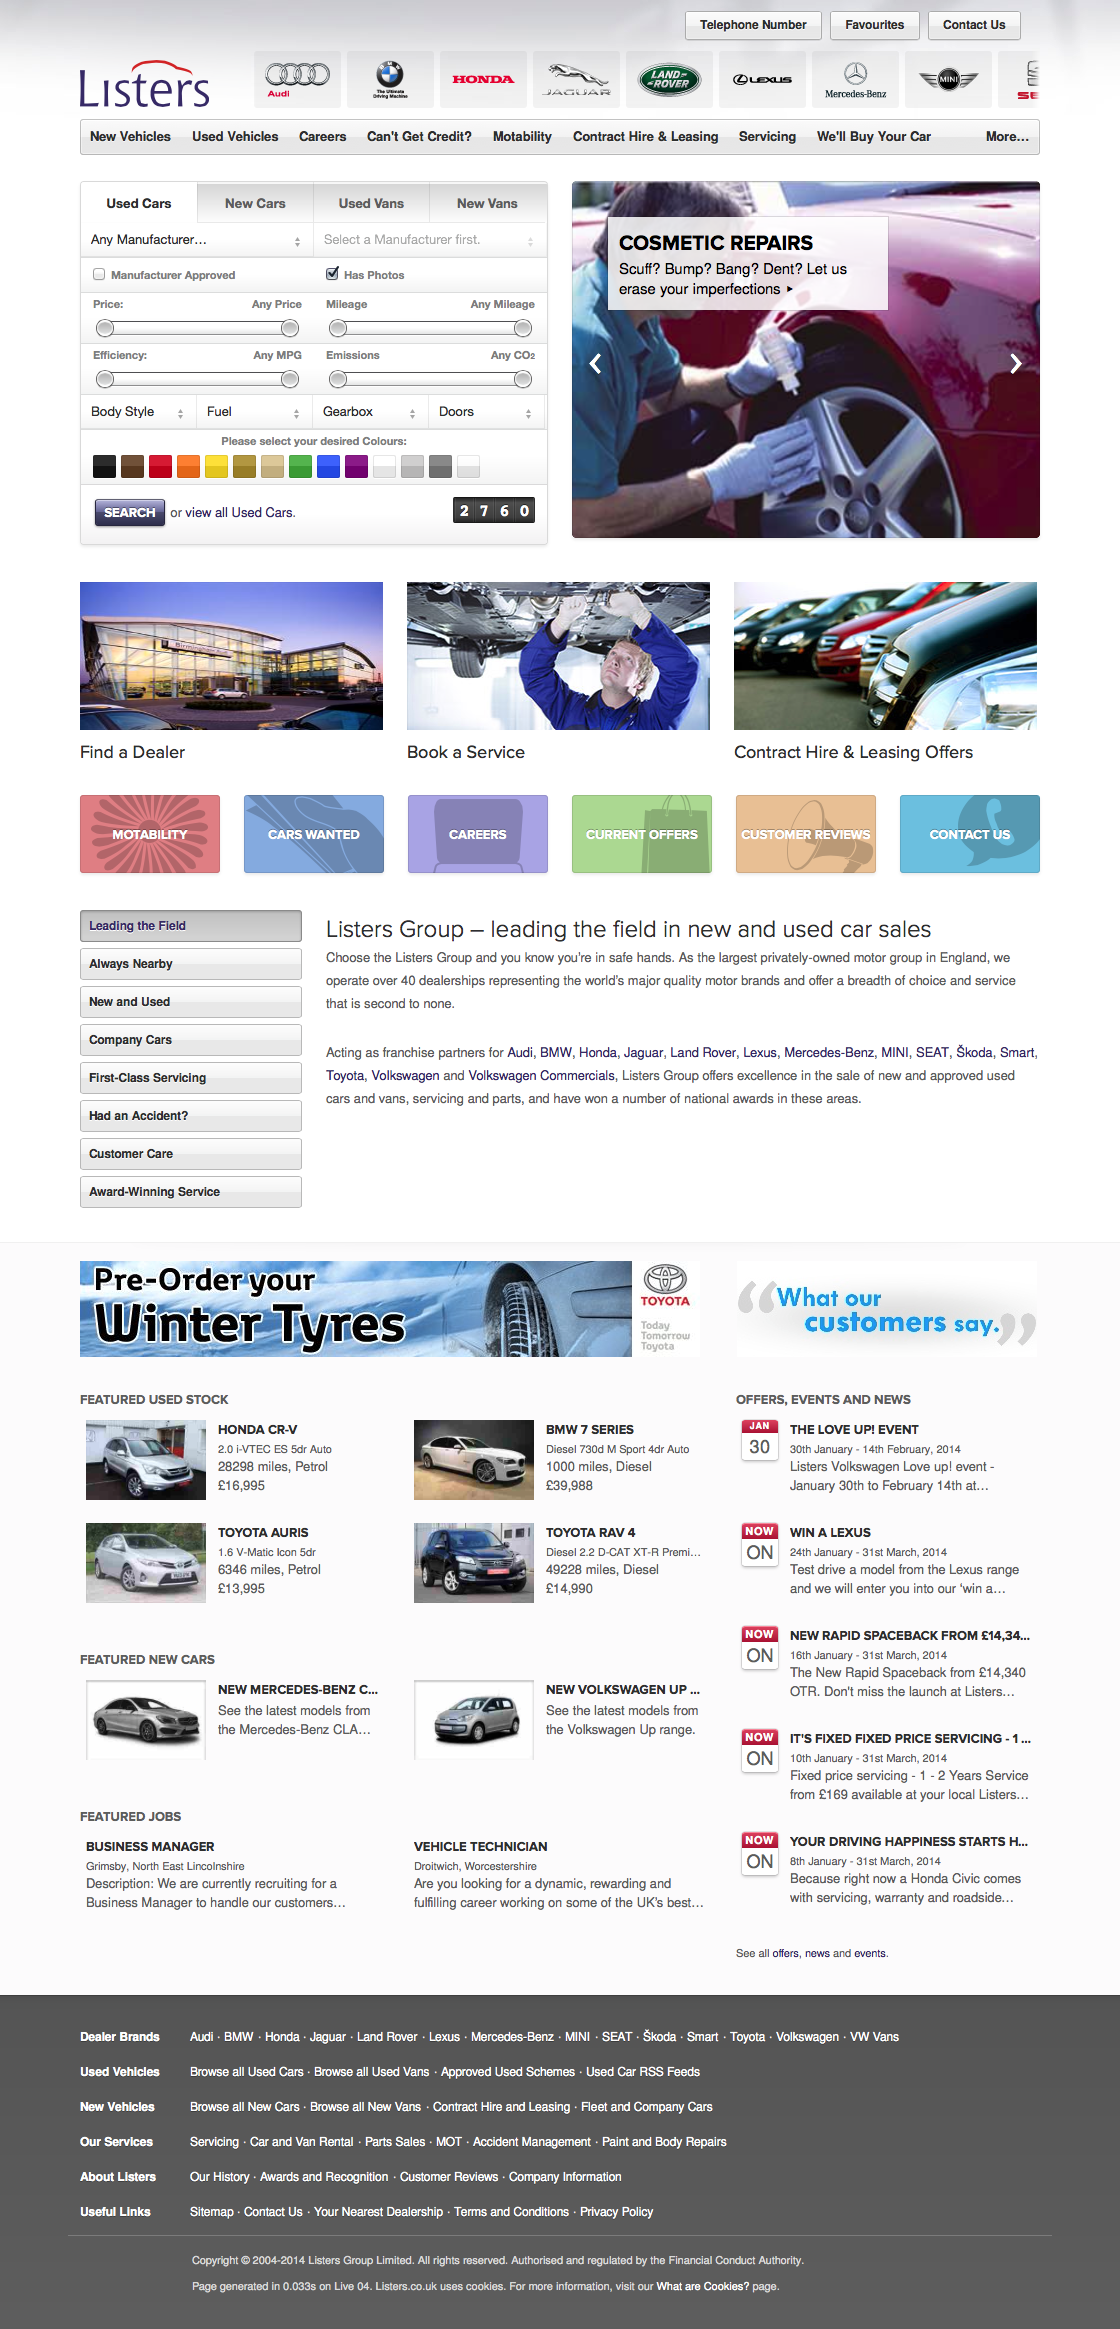 Telephone Number
Favourites
Contact Us
Listers
Audi
The Ultimate
Driving Machine
HONDA
JAGUAR
LAND
ROVER
LEXUS
Mercedes-Benz
MINI
New Vehicles
Used Vehicles
Careers
Can't Get Credit?
Motability
Contract Hire & Leasing
Servicing
We'll Buy Your Car
More...
Used Cars
New Cars
Used Vans
New Vans
Any Manufacturer...
Select a Manufacturer first.
Manufacturer Approved
Has Photos
Price:
Any Price
Mileage
Any Mileage
Efficiency:
Any MPG
Emissions
Any CO2
Body Style
Fuel
Gearbox
Doors
Please select your desired Colours:
SEARCH or view all Used Cars.
2760
COSMETIC REPAIRS
Scuff? Bump? Bang? Dent? Let us
erase your imperfections
Find a Dealer
Book a Service
Contract Hire & Leasing Offers
MOTABILITY
CARS WANTED
CAREERS
CURRENT OFFERS
CUSTOMER REVIEWS
CONTACT US
Leading the Field
Always Nearby
New and Used
Company Cars
First-Class Servicing
Had an Accident?
Customer Care
Award-Winning Service
Listers Group – leading the field in new and used car sales
Choose the Listers Group and you know you're in safe hands. As the largest privately-owned motor group in England, we
operate over 40 dealerships representing the world's major quality motor brands and offer a breadth of choice and service
that is second to none.
Acting as franchise partners for Audi, BMW, Honda, Jaguar, Land Rover, Lexus, Mercedes-Benz, MINI, SEAT, Škoda, Smart,
Toyota, Volkswagen and Volkswagen Commercials, Listers Group offers excellence in the sale of new and approved used
cars and vans, servicing and parts, and have won a number of national awards in these areas.
Pre-Order your
Winter Tyres
TOYOTA
Today
Tomorrow
Toyota
“What our
customers say.”
FEATURED USED STOCK
HONDA CR-V
2.0 i-VTEC ES 5dr Auto
28298 miles, Petrol
£16,995
BMW 7 SERIES
Diesel 730d M Sport 4dr Auto
1000 miles, Diesel
£39,988
TOYOTA AURIS
1.6 V-Matic Icon 5dr
6346 miles, Petrol
£13,995
TOYOTA RAV 4
Diesel 2.2 D-CAT XT-R Premi...
49228 miles, Diesel
£14,990
FEATURED NEW CARS
NEW MERCEDES-BENZ C...
See the latest models from
the Mercedes-Benz CLA...
NEW VOLKSWAGEN UP ...
See the latest models from
the Volkswagen Up range.
FEATURED JOBS
BUSINESS MANAGER
Grimsby, North East Lincolnshire
Description: We are currently recruiting for a
Business Manager to handle our customers...
VEHICLE TECHNICIAN
Droitwich, Worcestershire
Are you looking for a dynamic, rewarding and
fulfilling career working on some of the UK's best...
OFFERS, EVENTS AND NEWS
JAN
30
THE LOVE UP! EVENT
30th January - 14th February, 2014
Listers Volkswagen Love up! event -
January 30th to February 14th at...
NOW
ON
WIN A LEXUS
24th January - 31st March, 2014
Test drive a model from the Lexus range
and we will enter you into our 'win a...
NOW
ON
NEW RAPID SPACEBACK FROM £14,34...
16th January - 31st March, 2014
The New Rapid Spaceback from £14,340
OTR. Don't miss the launch at Listers...
NOW
ON
IT'S FIXED FIXED PRICE SERVICING - 1 ...
10th January - 31st March, 2014
Fixed price servicing - 1 - 2 Years Service
from £169 available at your local Listers...
NOW
ON
YOUR DRIVING HAPPINESS STARTS H...
8th January - 31st March, 2014
Because right now a Honda Civic comes
with servicing, warranty and roadside...
See all offers, news and events.
Dealer Brands Audi · BMW · Honda · Jaguar · Land Rover · Lexus · Mercedes-Benz · MINI · SEAT · Škoda · Smart · Toyota · Volkswagen · VW Vans
Used Vehicles Browse all Used Cars · Browse all Used Vans · Approved Used Schemes · Used Car RSS Feeds
New Vehicles Browse all New Cars · Browse all New Vans · Contract Hire and Leasing · Fleet and Company Cars
Our Services Servicing · Car and Van Rental · Parts Sales · MOT · Accident Management · Paint and Body Repairs
About Listers Our History · Awards and Recognition · Customer Reviews · Company Information
Useful Links Sitemap · Contact Us · Your Nearest Dealership · Terms and Conditions · Privacy Policy
Copyright © 2004-2014 Listers Group Limited. All rights reserved. Authorised and regulated by the Financial Conduct Authority.
Page generated in 0.033s on Live 04. Listers.co.uk uses cookies. For more information, visit our What are Cookies? page.